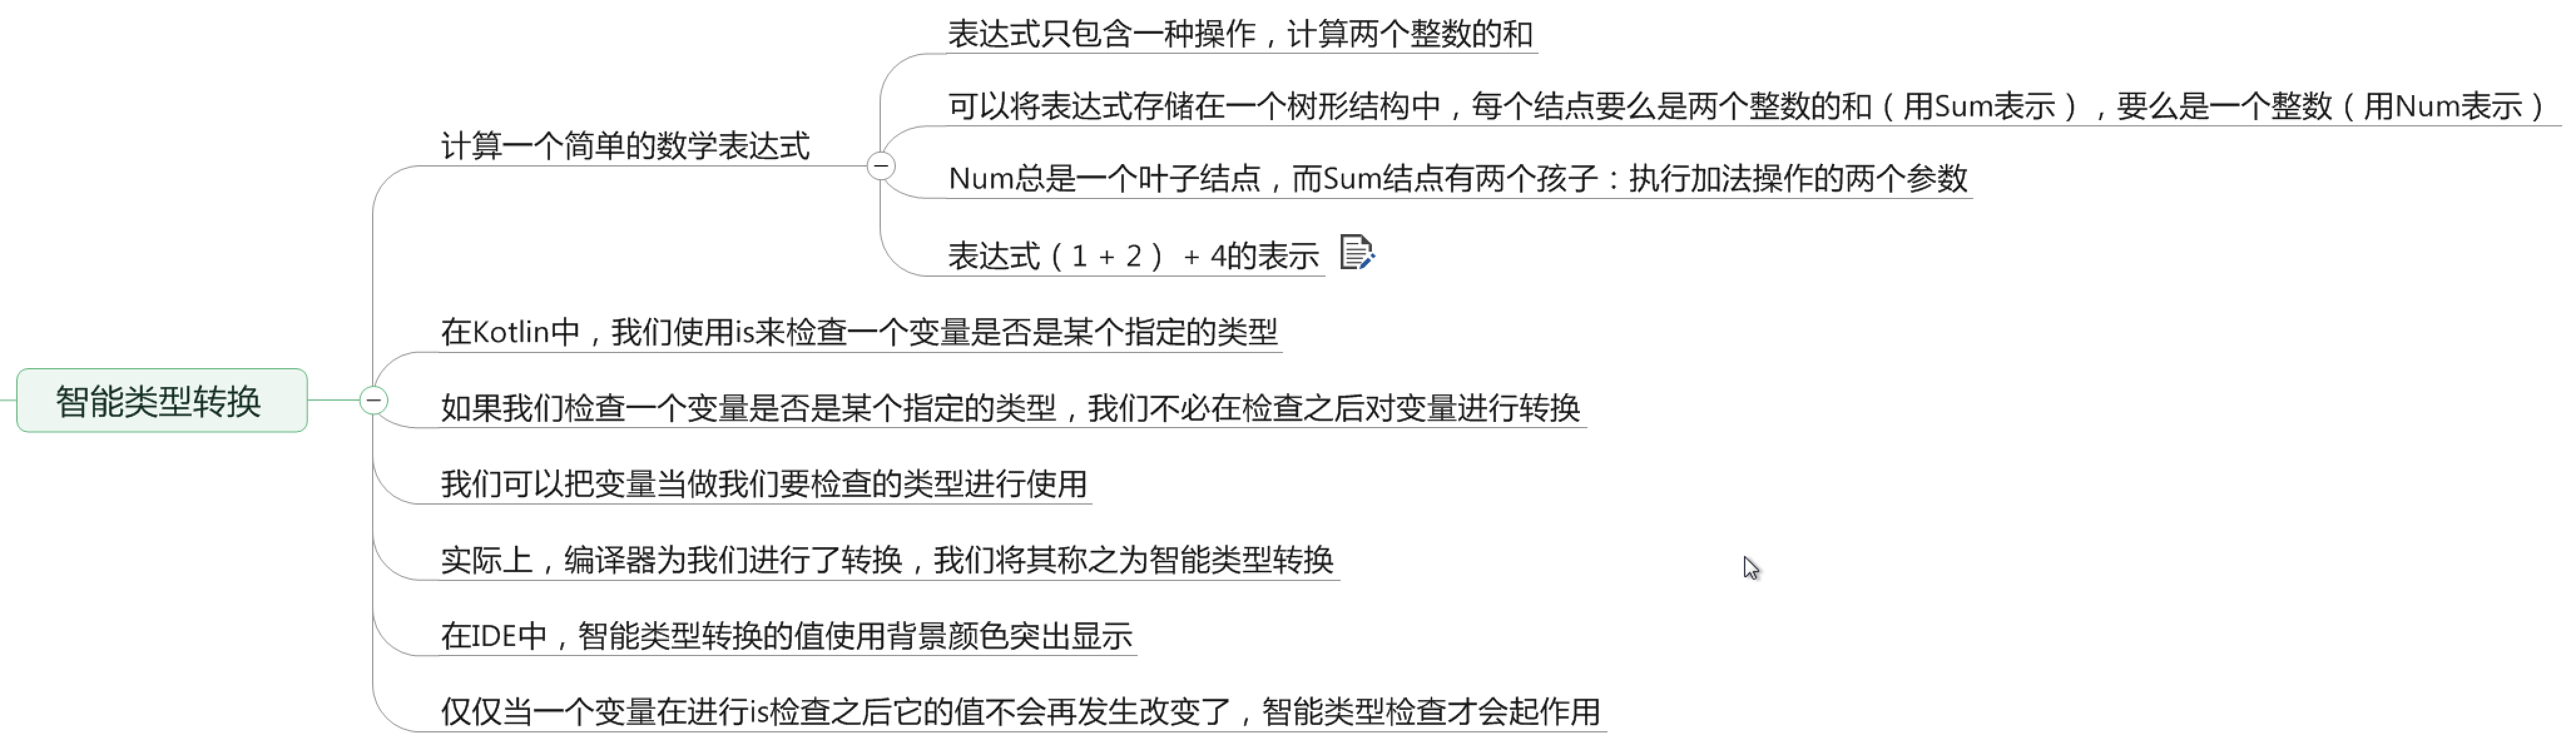 智能类型转换
计算一个简单的数学表达式
表达式只包含一种操作，计算两个整数的和
可以将表达式存储在一个树形结构中，每个结点要么是两个整数的和（用Sum表示），要么是一个整数（用Num表示）
Num总是一个叶子结点，而Sum结点有两个孩子：执行加法操作的两个参数
表达式（1 + 2） + 4的表示
在Kotlin中，我们使用is来检查一个变量是否是某个指定的类型
如果我们检查一个变量是否是某个指定的类型，我们不必在检查之后对变量进行转换
我们可以把变量当做我们要检查的类型进行使用
实际上，编译器为我们进行了转换，我们将其称之为智能类型转换
在IDE中，智能类型转换的值使用背景颜色突出显示
仅仅当一个变量在进行is检查之后它的值不会再发生改变了，智能类型检查才会起作用